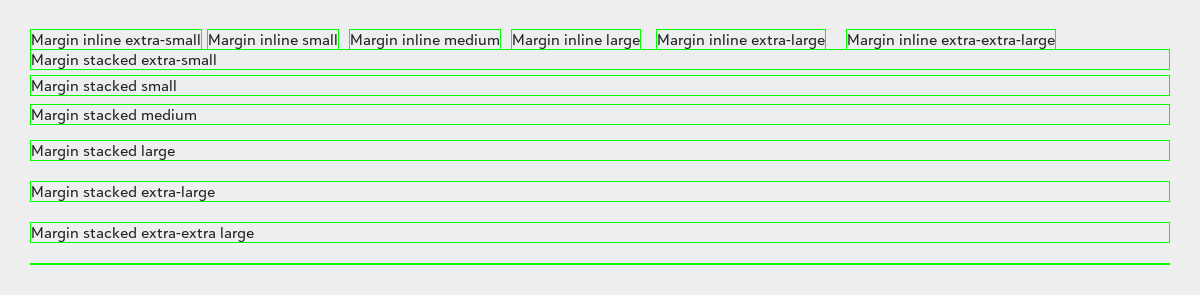 Margin inline extra-small Margin inline small Margin inline medium Margin inline large Margin inline extra-large Margin inline extra-extra-large
Margin stacked extra-small
Margin stacked small
Margin stacked medium
Margin stacked large
Margin stacked extra-large
Margin stacked extra-extra large